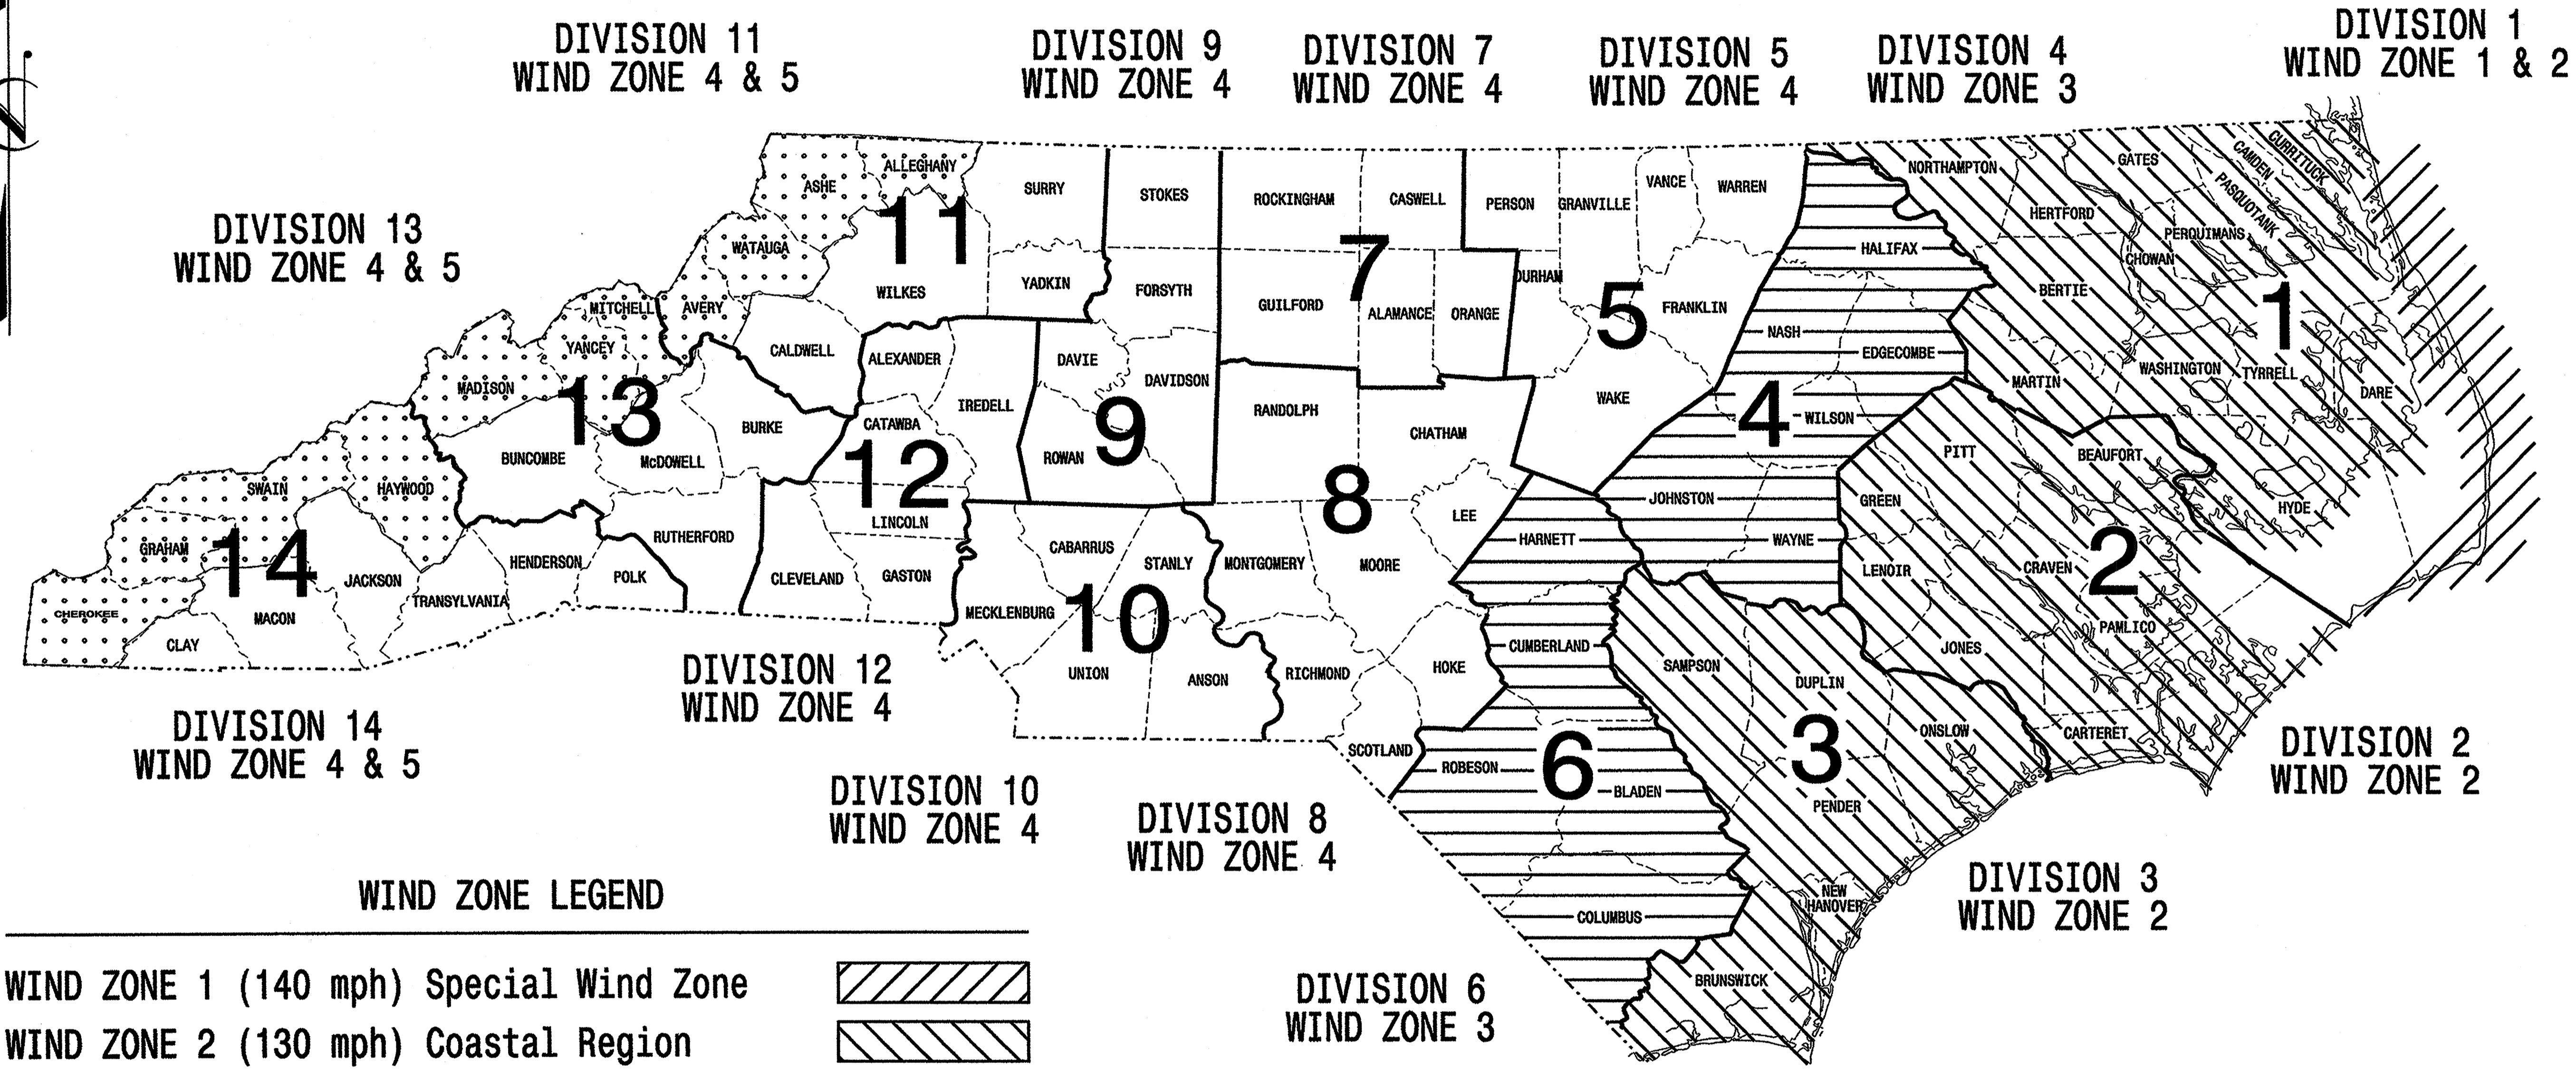 DIVISION 11
WIND ZONE 4 & 5
DIVISION 9
WIND ZONE 4
DIVISION 7
WIND ZONE 4
DIVISION 5
WIND ZONE 4
DIVISION 4
WIND ZONE 3
DIVISION 1
WIND ZONE 1 & 2
DIVISION 13
WIND ZONE 4 & 5
ASHE
ALLEGHANY
11
WATAUGA
WILKES
SURRY
YADKIN
STOKES
FORSYTH
ROCKINGHAM
CASWELL
7
GUILFORD
ALAMANCE
ORANGE
PERSON
GRANVILLE
VANCE
WARREN
DURHAM
5
FRANKLIN
WAKE
HALIFAX
NASH
EDGECOMBE
4
WILSON
JOHNSTON
WAYNE
NORTHAMPTON
GATES
CAMDEN
CURRITUCK
PASQUOTANK
HERTFORD
PERQUIMANS
CHOWAN
BERTIE
1
MARTIN
WASHINGTON
TYRRELL
DARE
HYDE
MITCHELL
AVERY
YANCEY
CALDWELL
MADISON
13
BURKE
BUNCOMBE
McDOWELL
ALEXANDER
IREDELL
CATAWBA
12
LINCOLN
CLEVELAND
GASTON
DAVIE
DAVIDSON
9
ROWAN
RANDOLPH
CHATHAM
8
LEE
MONTGOMERY
MOORE
HOKE
RICHMOND
SCOTLAND
PITT
BEAUFORT
GREEN
2
LENOIR
CRAVEN
PAMLICO
JONES
CARTERET
SWAIN
HAYWOOD
GRAHAM
14
JACKSON
CHEROKEE
MACON
CLAY
TRANSYLVANIA
HENDERSON
POLK
RUTHERFORD
CABARRUS
STANLY
MECKLENBURG
10
UNION
ANSON
HARNETT
CUMBERLAND
ROBESON
6
BLADEN
COLUMBUS
SAMPSON
DUPLIN
3
ONSLOW
PENDER
NEW
HANOVER
BRUNSWICK
DIVISION 14
WIND ZONE 4 & 5
DIVISION 12
WIND ZONE 4
DIVISION 10
WIND ZONE 4
DIVISION 8
WIND ZONE 4
DIVISION 6
WIND ZONE 3
DIVISION 3
WIND ZONE 2
DIVISION 2
WIND ZONE 2
WIND ZONE LEGEND
WIND ZONE 1 (140 mph) Special Wind Zone
WIND ZONE 2 (130 mph) Coastal Region